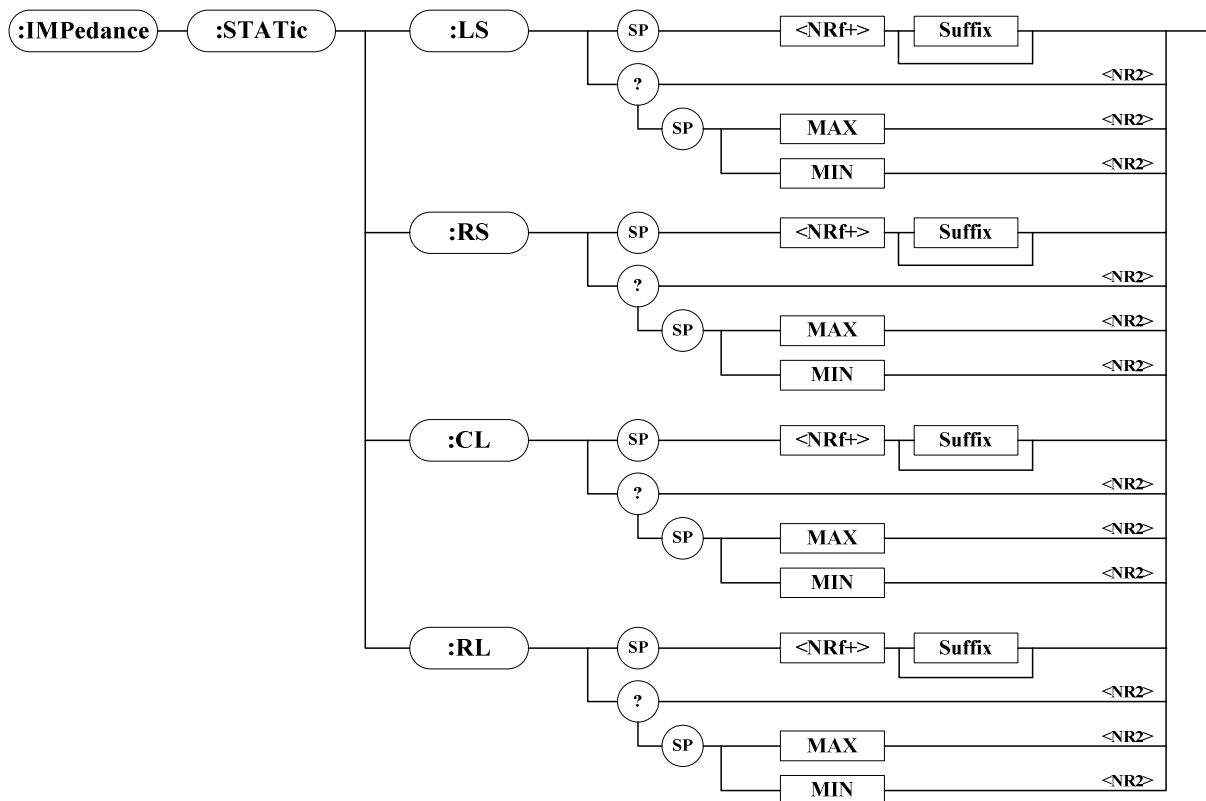 :IMPedance :STATic :LS SP <NRf+> Suffix
? <NR2>
SP MAX <NR2>
MIN <NR2>
:RS SP <NRf+> Suffix
? <NR2>
SP MAX <NR2>
MIN <NR2>
:CL SP <NRf+> Suffix
? <NR2>
SP MAX <NR2>
MIN <NR2>
:RL SP <NRf+> Suffix
? <NR2>
SP MAX <NR2>
MIN <NR2>